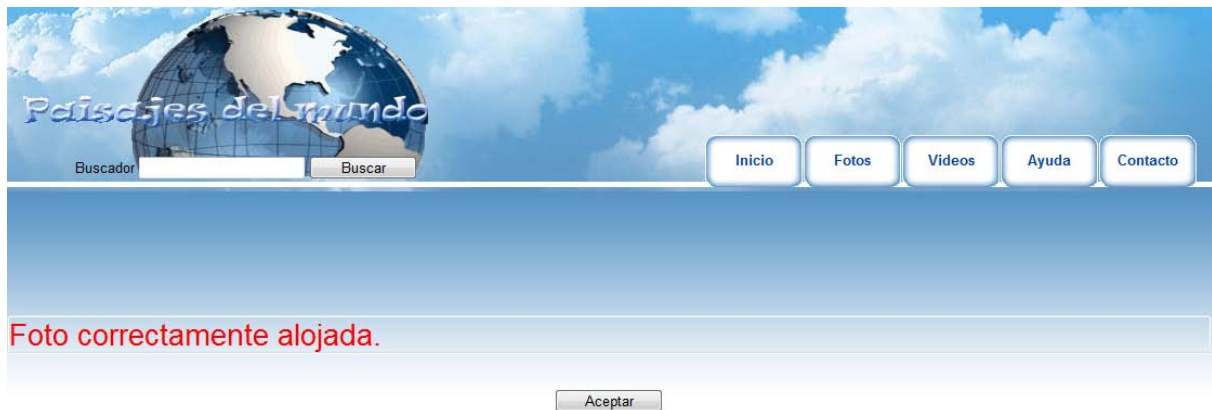 Paisajes del mundo
Buscador Buscar
Inicio Fotos Videos Ayuda Contacto
Foto correctamente alojada.
Aceptar